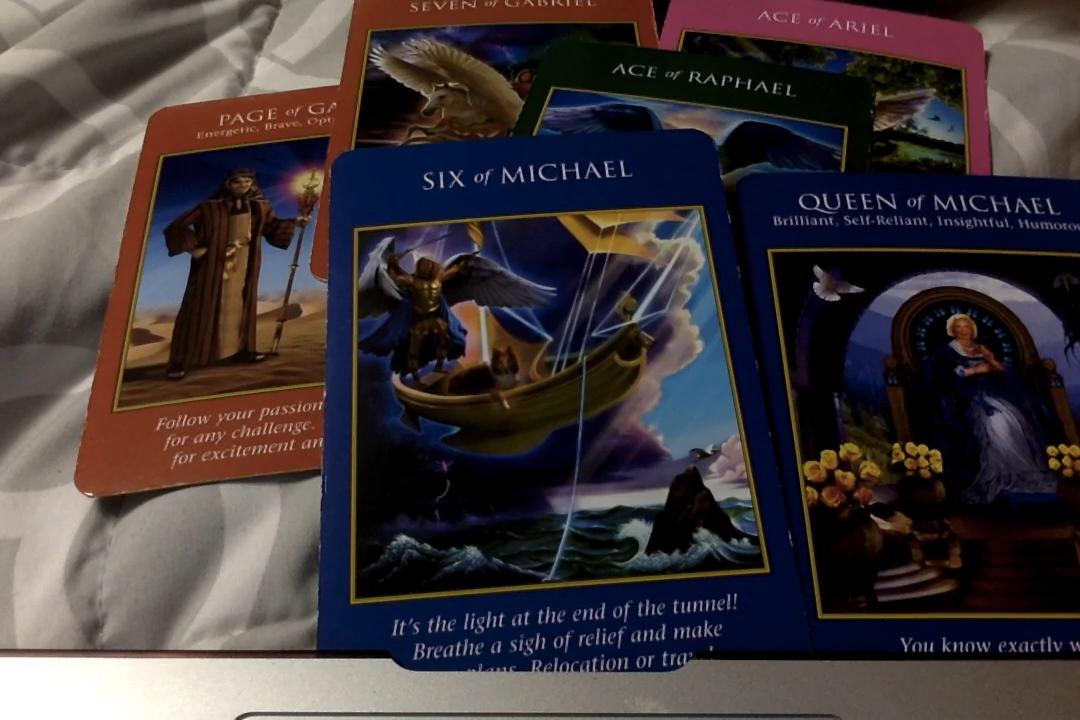 SEVEN of GABRIEL
ACE of ARIEL
ACE of RAPHAEL
PAGE of GA
Energetic, Brave, Opt
SIX of MICHAEL
QUEEN of MICHAEL
Brilliant, Self-Reliant, Insightful, Humorou
Follow your passion
for any challenge.
for excitement an
It's the light at the end of the tunnel!
Breathe a sigh of relief and make
plans. Relocation or tra
You know exactly w